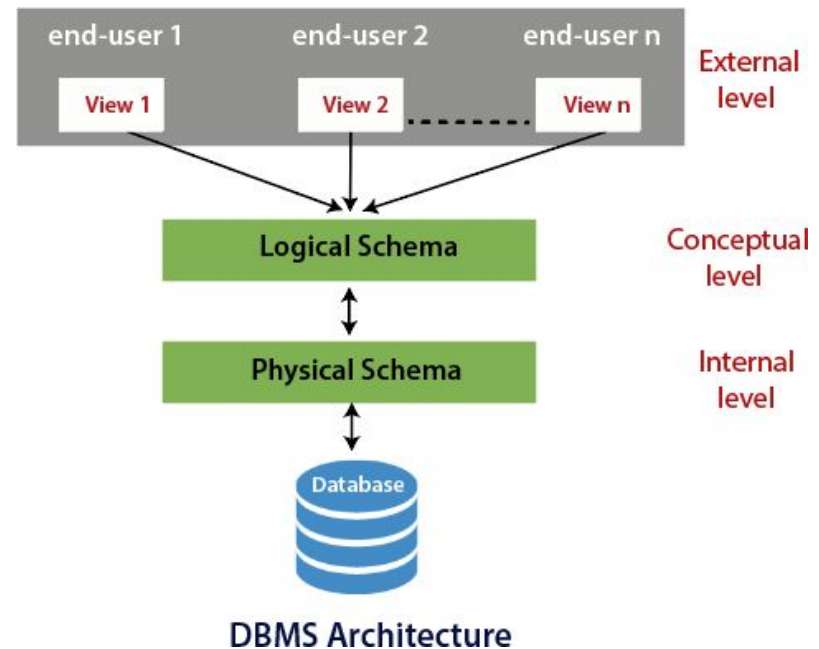 end-user 1 end-user 2 end-user n
View 1 View 2 View n
External
level
Logical Schema
Conceptual
level
Physical Schema
Internal
level
Database
DBMS Architecture